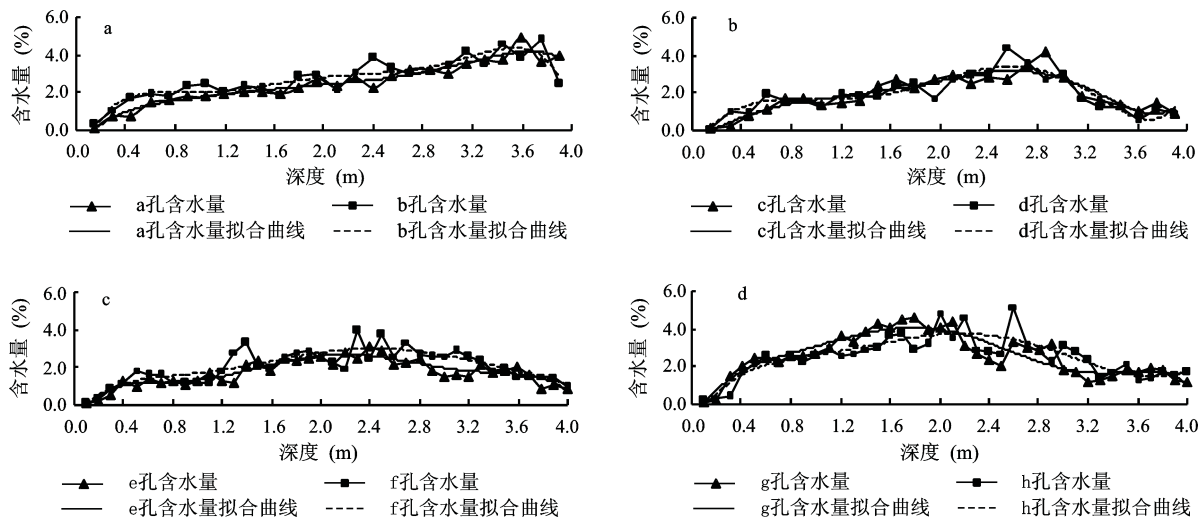 a
含水量 (%)
6.0
4.0
2.0
0.0
0.0 0.4 0.8 1.2 1.6 2.0 2.4 2.8 3.2 3.6 4.0
深度 (m)
a孔含水量 b孔含水量
a孔含水量拟合曲线 b孔含水量拟合曲线
b
含水量 (%)
6.0
4.0
2.0
0.0
0.0 0.4 0.8 1.2 1.6 2.0 2.4 2.8 3.2 3.6 4.0
深度 (m)
c孔含水量 d孔含水量
c孔含水量拟合曲线 d孔含水量拟合曲线
c
含水量 (%)
6.0
4.0
2.0
0.0
0.0 0.4 0.8 1.2 1.6 2.0 2.4 2.8 3.2 3.6 4.0
深度 (m)
e孔含水量 f孔含水量
e孔含水量拟合曲线 f孔含水量拟合曲线
d
含水量 (%)
6.0
4.0
2.0
0.0
0.0 0.4 0.8 1.2 1.6 2.0 2.4 2.8 3.2 3.6 4.0
深度 (m)
g孔含水量 h孔含水量
g孔含水量拟合曲线 h孔含水量拟合曲线